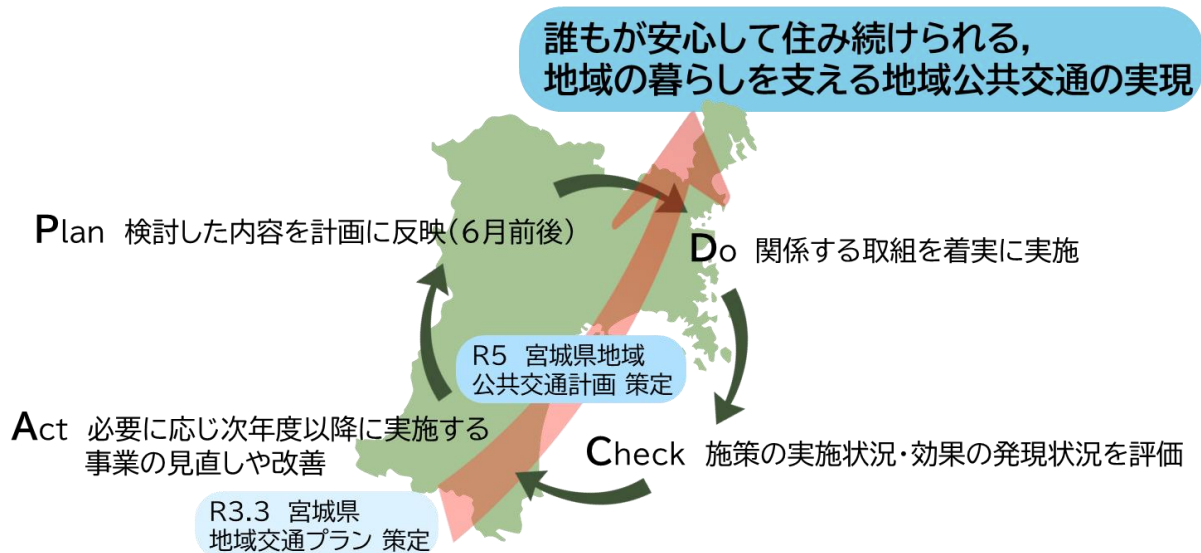 誰もが安心して住み続けられる,
地域の暮らしを支える地域公共交通の実現
Plan 検討した内容を計画に反映(6月前後)
Do 関係する取組を着実に実施
R5 宮城県地域
公共交通計画 策定
Act 必要に応じ次年度以降に実施する
事業の見直しや改善
Check 施策の実施状況・効果の発現状況を評価
R3.3 宮城県
地域交通プラン 策定